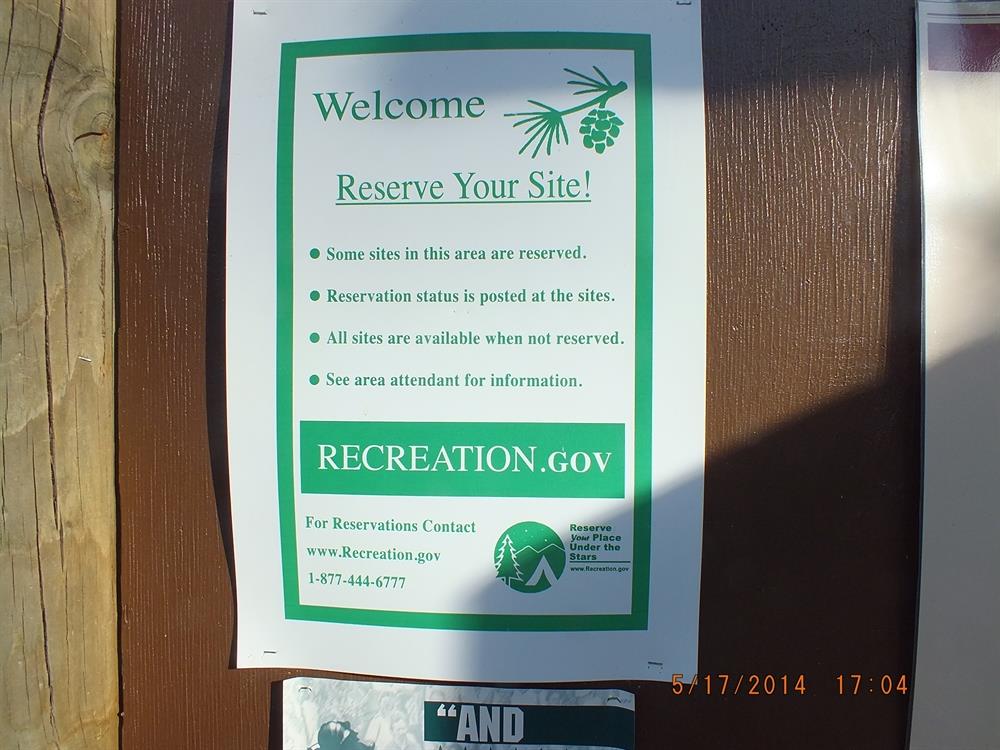 Welcome
Reserve Your Site!
● Some sites in this area are reserved.
● Reservation status is posted at the sites.
● All sites are available when not reserved.
● See area attendant for information.
RECREATION.GOV
For Reservations Contact
www.Recreation.gov
1-877-444-6777
Reserve
Your Place
Under the
Stars
www.Recreation.gov
5/17/2014 17:04
“AND